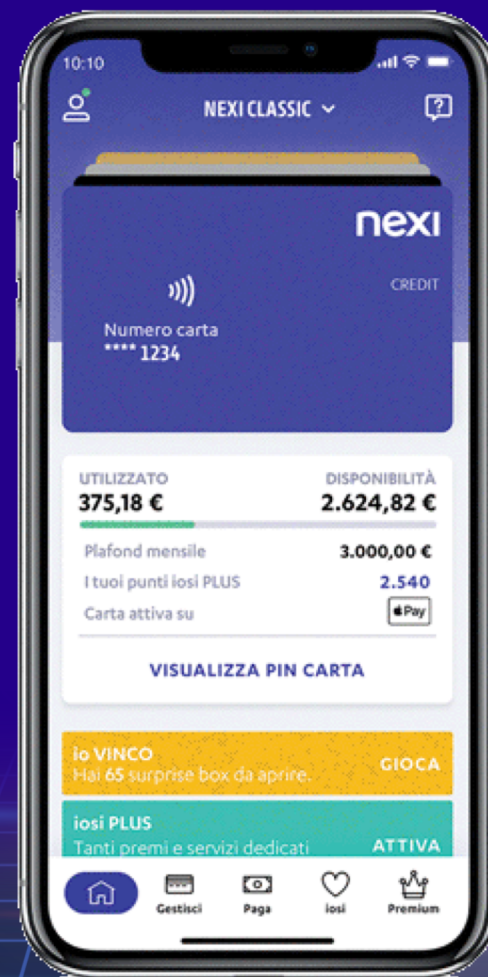 10:10
NEXI CLASSIC
nexi
CREDIT
Numero carta
**** 1234
UTILIZZATO DISPONIBILITÀ
375,18 € 2.624,82 €
Plafond mensile 3.000,00 €
I tuoi punti iosi PLUS 2.540
Carta attiva su Pay
VISUALIZZA PIN CARTA
io VINCO
Hai 65 surprise box da aprire. GIOCA
iosi PLUS
Tanti premi e servizi dedicati ATTIVA
Gestisci Paga iosi Premium